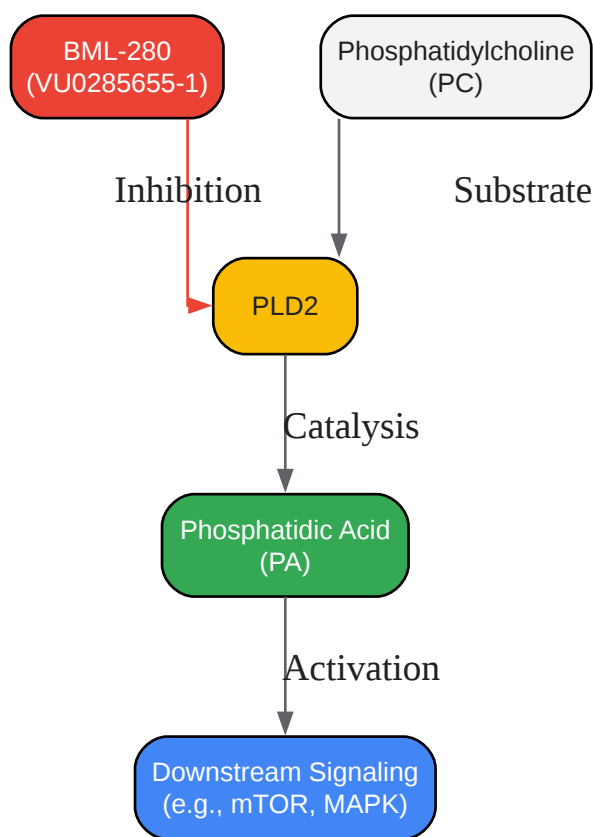 BML-280
(VU0285655-1)
Phosphatidylcholine
(PC)
Inhibition
Substrate
PLD2
Catalysis
Phosphatidic Acid
(PA)
Activation
Downstream Signaling
(e.g., mTOR, MAPK)